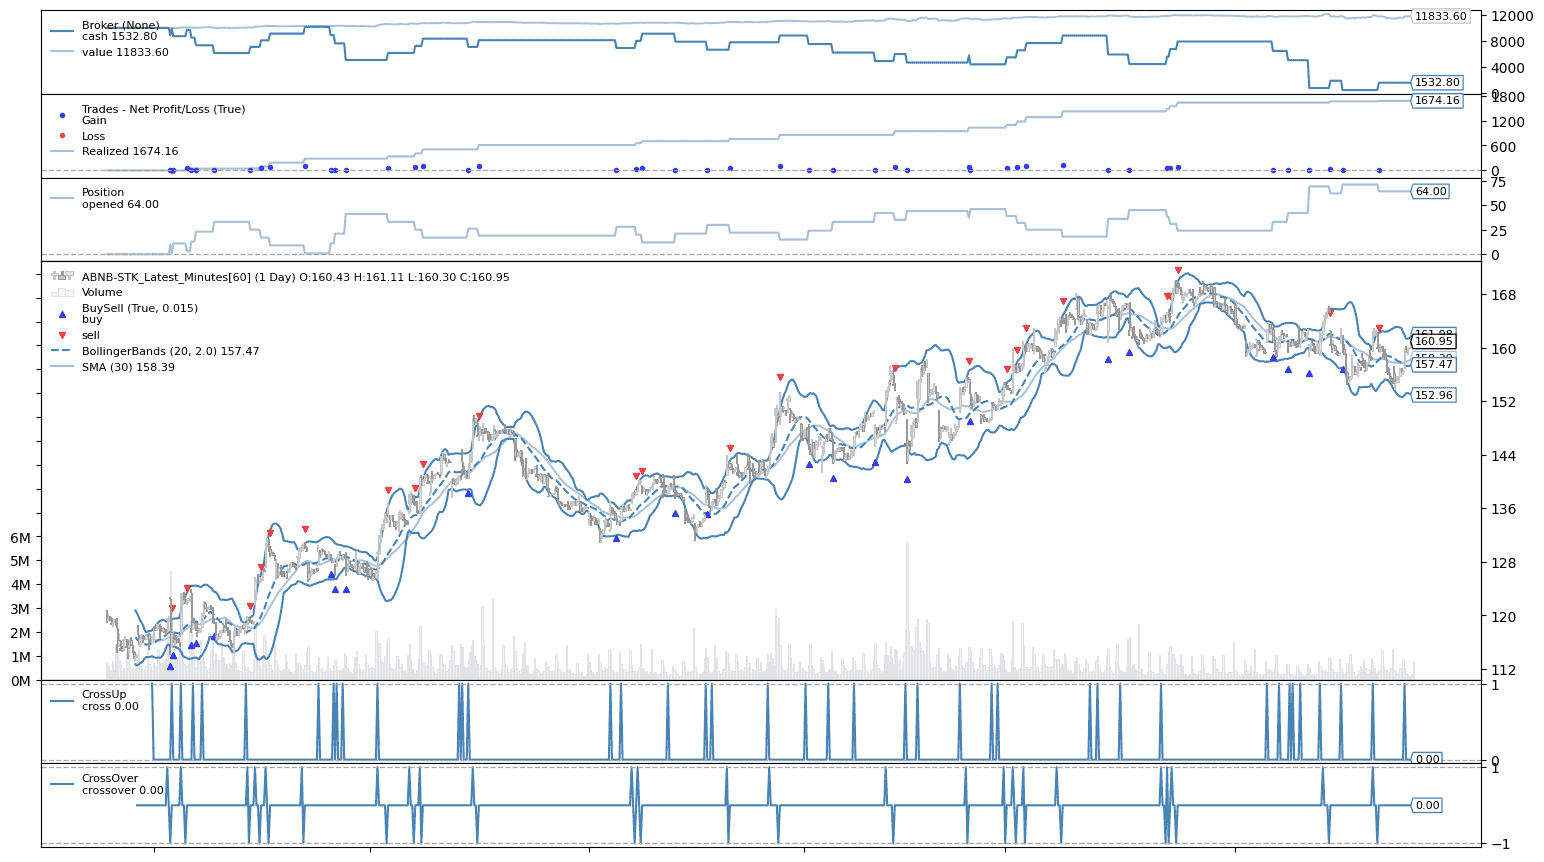 Broker (None)
cash 1532.80
value 11833.60
11833.60
12000
8000
4000
1532.80
0
Trades - Net Profit/Loss (True)
Gain
Loss
Realized 1674.16
1674.16
1800
1200
600
0
Position
opened 64.00
64.00
75
50
25
0
ABNB-STK_Latest_Minutes[60] (1 Day) O:160.43 H:161.11 L:160.30 C:160.95
Volume
BuySell (True, 0.015)
buy
sell
BollingerBands (20, 2.0) 157.47
SMA (30) 158.39
168
160
152
144
136
128
120
112
161.98
160.95
158.39
157.47
152.96
6M
5M
4M
3M
2M
1M
0M
CrossUp
cross 0.00
1
0
0.00
CrossOver
crossover 0.00
1
0.00
−1